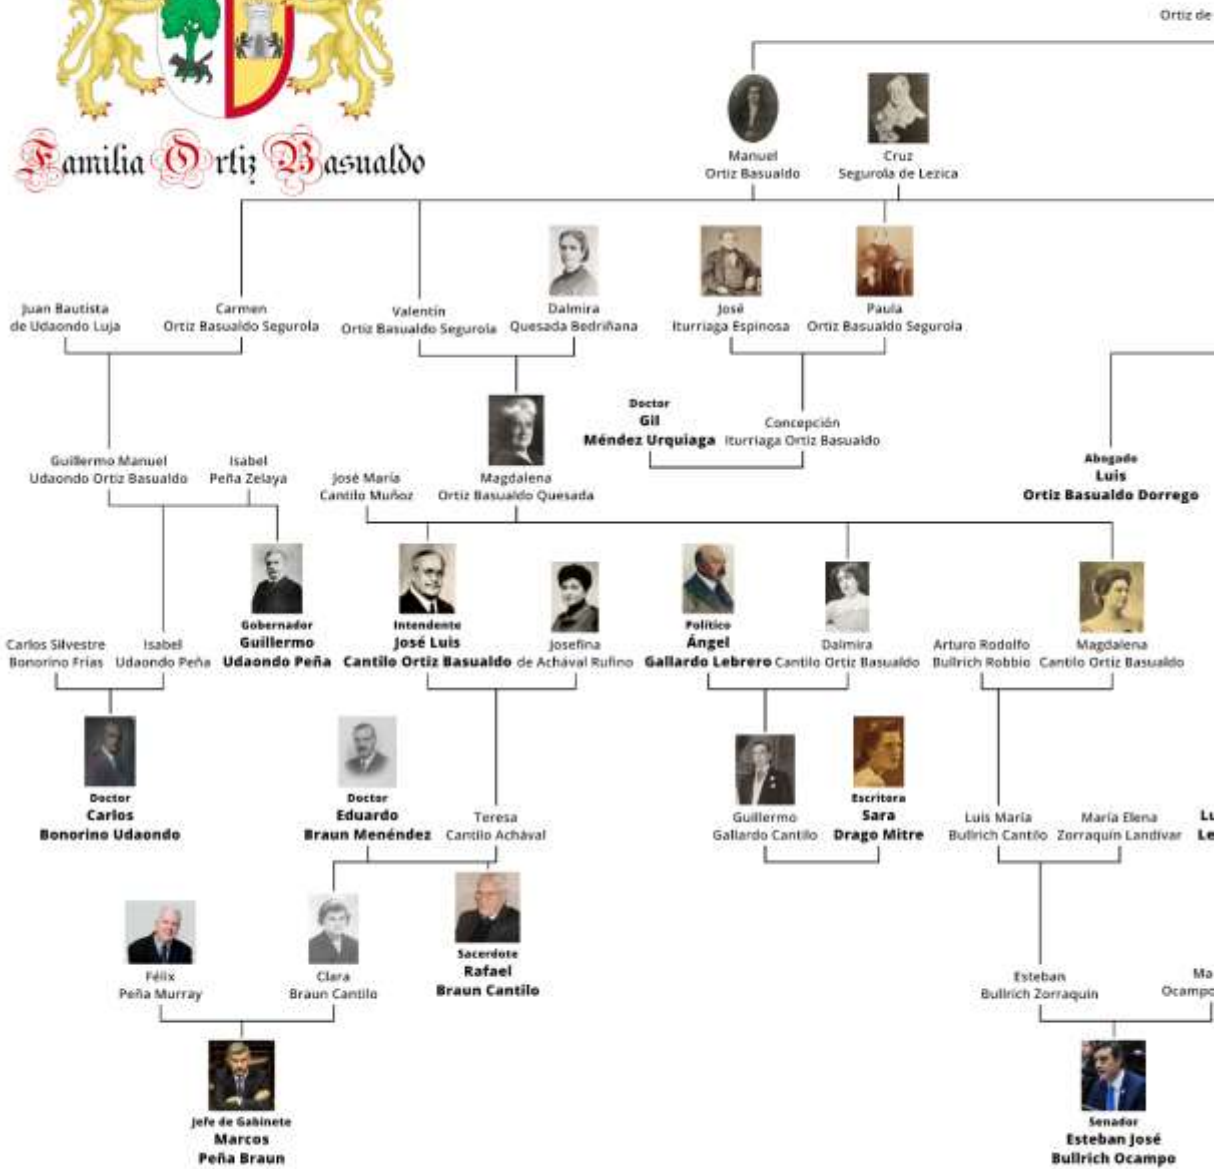 Ortiz de
Familia Ortiz Basualdo
Manuel
Ortiz Basualdo
Cruz
Segurola de Lezica
Juan Bautista
de Udaondo Luja
Carmen
Ortiz Basualdo Segurola
Valentín
Ortiz Basualdo Segurola
Dalmira
Quesada Bedriñana
José
Iturriaga Espinosa
Paula
Ortiz Basualdo Segurola
Doctor
Gil
Méndez Urquiaga
Concepción
Iturriaga Ortiz Basualdo
Guillermo Manuel
Udaondo Ortiz Basualdo
Isabel
Peña Zelaya
José María
Cantilo Muñoz
Magdalena
Ortiz Basualdo Quesada
Abogado
Luis
Ortiz Basualdo Dorrego
Carlos Silvestre
Bonorino Frías
Isabel
Udaondo Peña
Gobernador
Guillermo
Udaondo Peña
Intendente
José Luis
Cantilo Ortiz Basualdo
Josefina
de Achával Rufino
Político
Ángel
Gallardo Lebrero
Dalmira
Cantilo Ortiz Basualdo
Arturo Rodolfo
Bullrich Robbio
Magdalena
Cantilo Ortiz Basualdo
Doctor
Carlos
Bonorino Udaondo
Doctor
Eduardo
Braun Menéndez
Teresa
Cantilo Achával
Guillermo
Gallardo Cantilo
Escritora
Sara
Drago Mitre
Luis María
Bullrich Cantilo
María Elena
Zorraquín Landívar
Lu
Le
Félix
Peña Murray
Clara
Braun Cantilo
Sacerdote
Rafael
Braun Cantilo
Esteban
Bullrich Zorraquin
Ma
Ocampo
Jefe de Gabinete
Marcos
Peña Braun
Senador
Esteban José
Bullrich Ocampo